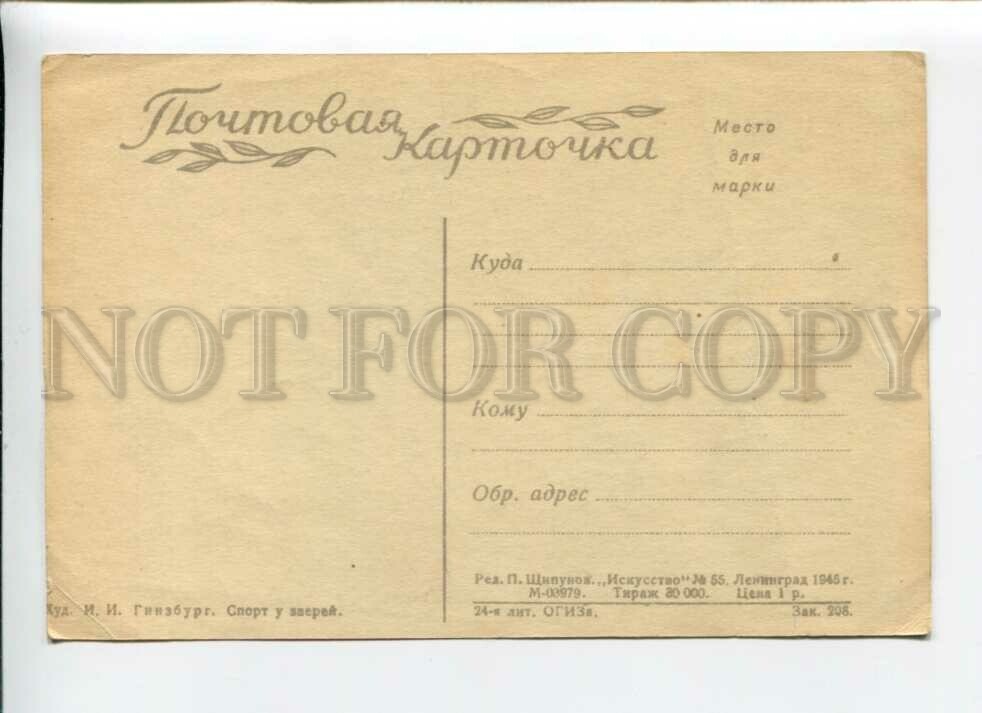 Почтовая
Карточка
Место
для
марки
Куда
NOT FOR COPY
Кому
Обр. адрес
Ред. П. Щипунов. „Искусство" № 55. Ленинград 1945 г.
М-03979. Тираж 30 000. Цена 1 р.
24-я лит. ОГИЗа. Зак. 208.
Худ. И. И. Гинзбург. Спорт у зверей.